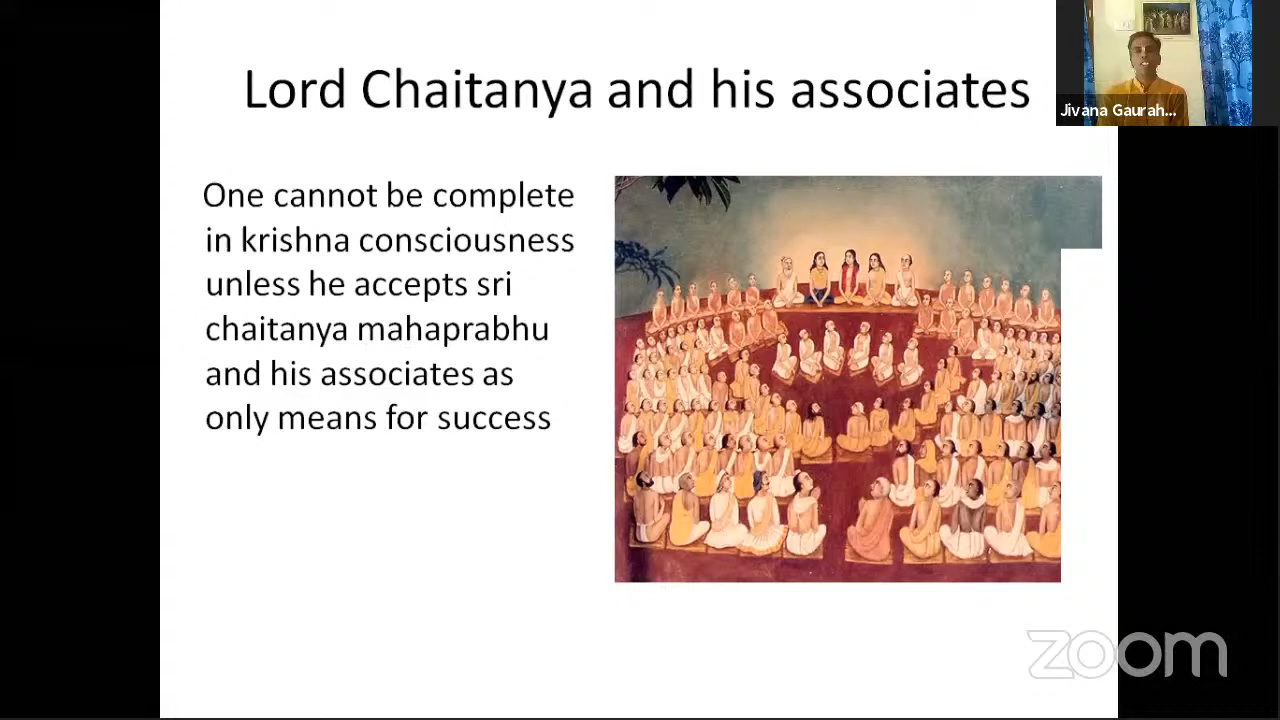 Lord Chaitanya and his associates
Jivana Gaurah...
One cannot be complete
in krishna consciousness
unless he accepts sri
chaitanya mahaprabhu
and his associates as
only means for success
zoom